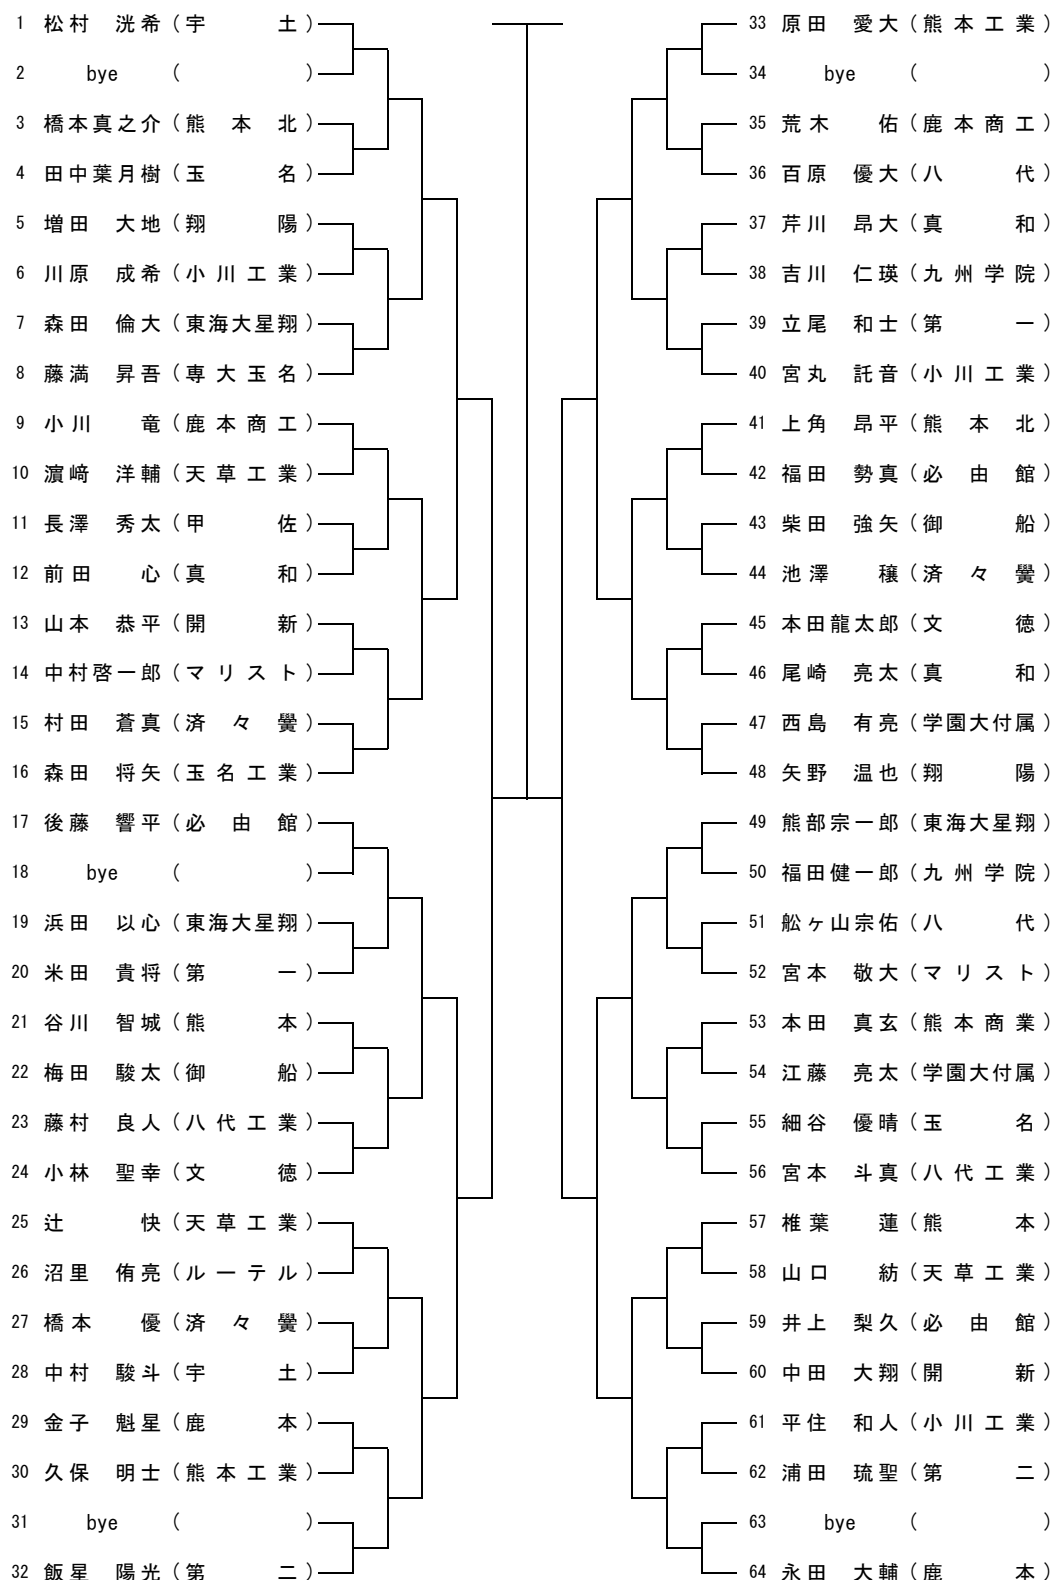 1 松村 洸希（宇 土）
2 bye （ ）
3 橋本真之介（熊 本 北）
4 田中葉月樹（玉 名）
5 増田 大地（翔 陽）
6 川原 成希（小川工業）
7 森田 倫大（東海大星翔）
8 藤満 昇吾（専大玉名）
9 小川 竜（鹿本商工）
10 濵﨑 洋輔（天草工業）
11 長澤 秀太（甲 佐）
12 前田 心（真 和）
13 山本 恭平（開 新）
14 中村啓一郎（マリスト）
15 村田 蒼真（済 々 黌）
16 森田 将矢（玉名工業）
17 後藤 響平（必 由 館）
18 bye （ ）
19 浜田 以心（東海大星翔）
20 米田 貴将（第 一）
21 谷川 智城（熊 本）
22 梅田 駿太（御 船）
23 藤村 良人（八代工業）
24 小林 聖幸（文 徳）
25 辻 快（天草工業）
26 沼里 侑亮（ルーテル）
27 橋本 優（済 々 黌）
28 中村 駿斗（宇 土）
29 金子 魁星（鹿 本）
30 久保 明士（熊本工業）
31 bye （ ）
32 飯星 陽光（第 二）
33 原田 愛大（熊本工業）
34 bye （ ）
35 荒木 佑（鹿本商工）
36 百原 優大（八 代）
37 芹川 昂大（真 和）
38 吉川 仁瑛（九州学院）
39 立尾 和士（第 一）
40 宮丸 託音（小川工業）
41 上角 昂平（熊 本 北）
42 福田 勢真（必 由 館）
43 柴田 強矢（御 船）
44 池澤 穣（済 々 黌）
45 本田龍太郎（文 徳）
46 尾崎 亮太（真 和）
47 西島 有亮（学園大付属）
48 矢野 温也（翔 陽）
49 熊部宗一郎（東海大星翔）
50 福田健一郎（九州学院）
51 舩ヶ山宗佑（八 代）
52 宮本 敬大（マリスト）
53 本田 真玄（熊本商業）
54 江藤 亮太（学園大付属）
55 細谷 優晴（玉 名）
56 宮本 斗真（八代工業）
57 椎葉 蓮（熊 本）
58 山口 紡（天草工業）
59 井上 梨久（必 由 館）
60 中田 大翔（開 新）
61 平住 和人（小川工業）
62 浦田 琉聖（第 二）
63 bye （ ）
64 永田 大輔（鹿 本）